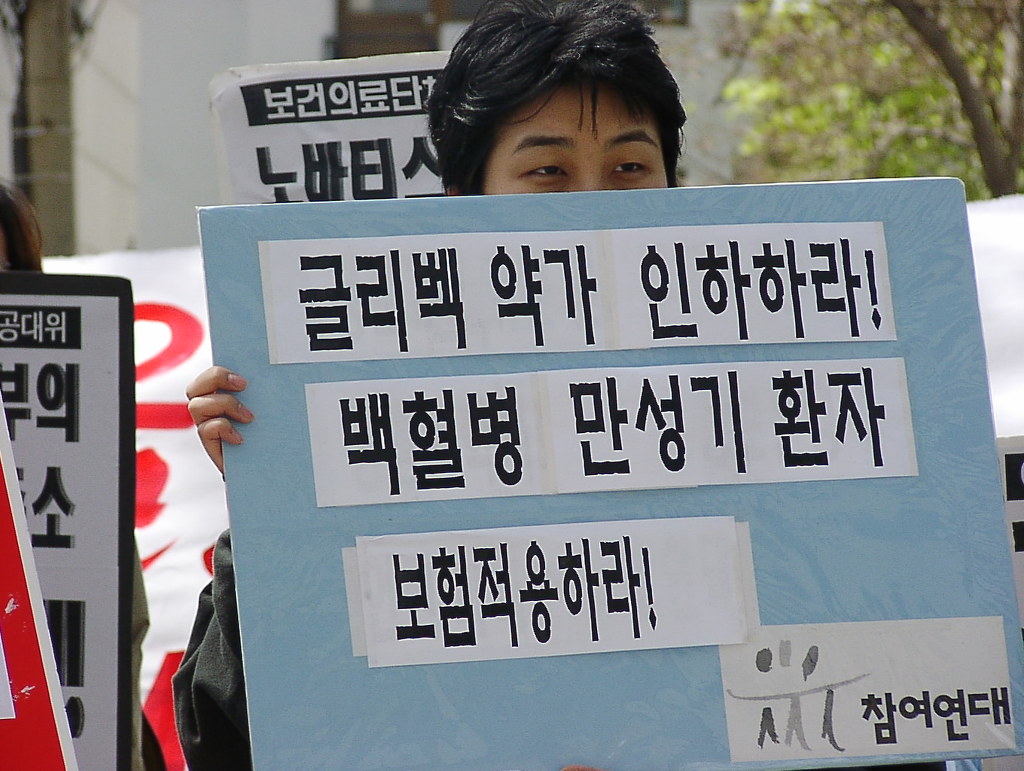 보건의료단
노바티스
글리벡 약가 인하하라!
백혈병 만성기 환자
보험적용하라!
참여연대
공대위
부의
소